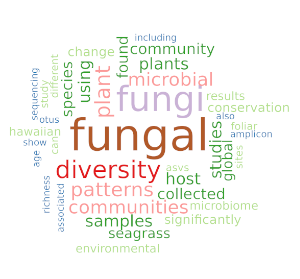 including
found
community
change
plants
species
using
different
study
sequencing
plant
microbial
fungi
results
conservation
otus
also
hawaiian
can
show
fungal
foliar
amplicon
studies
global
sites
age
diversity
asvs
host
richness
associated
patterns
collected
communities
microbiome
samples
significantly
seagrass
environmental